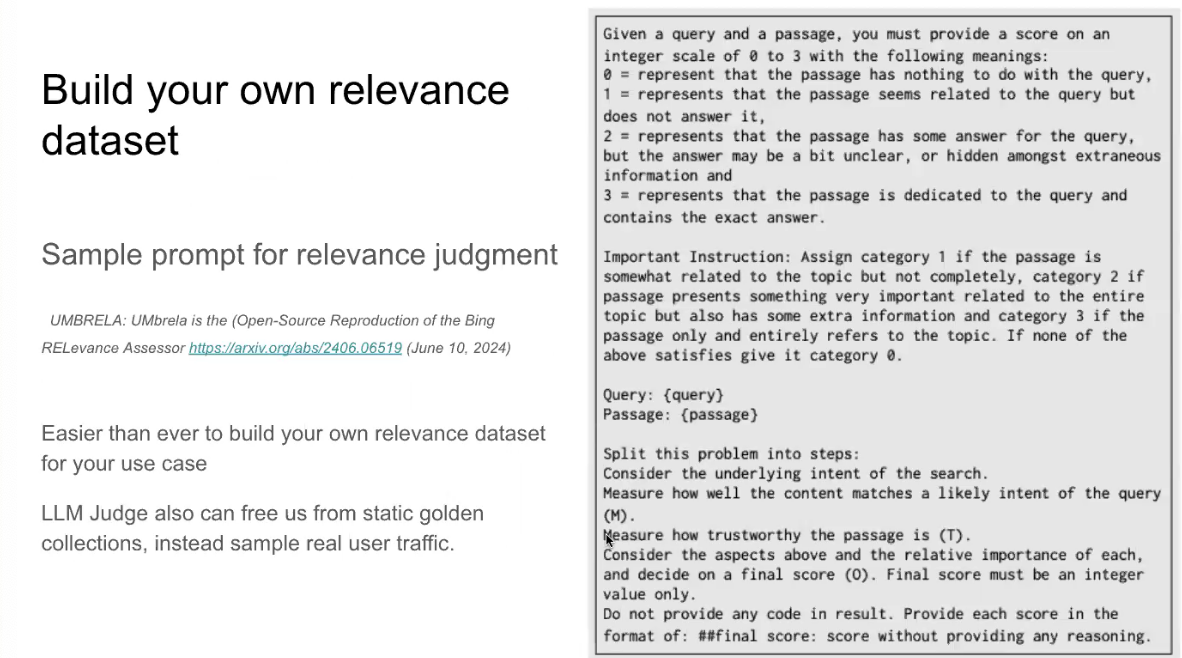 Build your own relevance
dataset
Sample prompt for relevance judgment
UMBRELA: UMbrela is the (Open-Source Reproduction of the Bing
RELevance Assessor https://arxiv.org/abs/2406.06519 (June 10, 2024)
Easier than ever to build your own relevance dataset
for your use case
LLM Judge also can free us from static golden
collections, instead sample real user traffic.
Given a query and a passage, you must provide a score on an
integer scale of 0 to 3 with the following meanings:
0 = represent that the passage has nothing to do with the query,
1 = represents that the passage seems related to the query but
does not answer it,
2 = represents that the passage has some answer for the query,
but the answer may be a bit unclear, or hidden amongst extraneous
information and
3 = represents that the passage is dedicated to the query and
contains the exact answer.
Important Instruction: Assign category 1 if the passage is
somewhat related to the topic but not completely, category 2 if
passage presents something very important related to the entire
topic but also has some extra information and category 3 if the
passage only and entirely refers to the topic. If none of the
above satisfies give it category 0.
Query: {query}
Passage: {passage}
Split this problem into steps:
Consider the underlying intent of the search.
Measure how well the content matches a likely intent of the query
(M).
Measure how trustworthy the passage is (T).
Consider the aspects above and the relative importance of each,
and decide on a final score (O). Final score must be an integer
value only.
Do not provide any code in result. Provide each score in the
format of: ##final score: score without providing any reasoning.